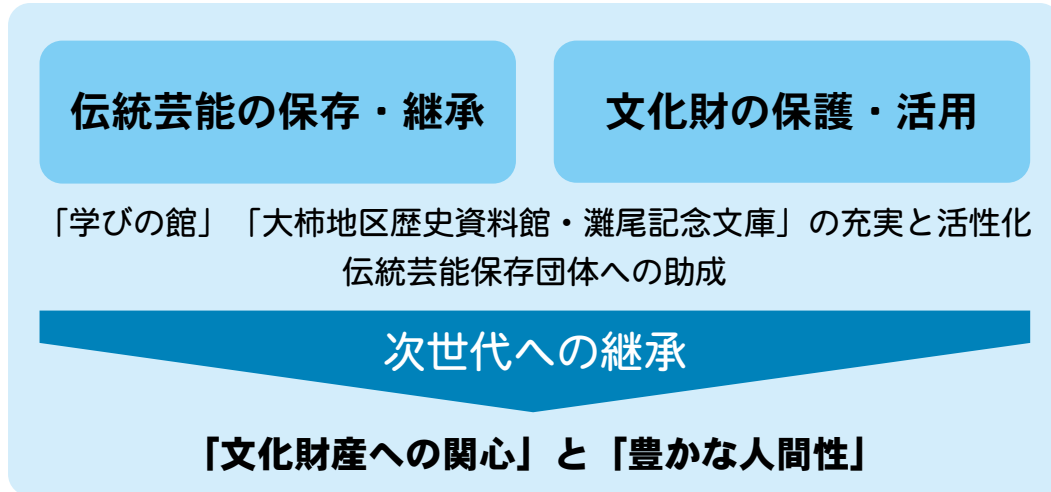 伝統芸能の保存・継承
文化財の保護・活用
「学びの館」「大柿地区歴史資料館・灘尾記念文庫」の充実と活性化
伝統芸能保存団体への助成
次世代への継承
「文化財産への関心」と「豊かな人間性」